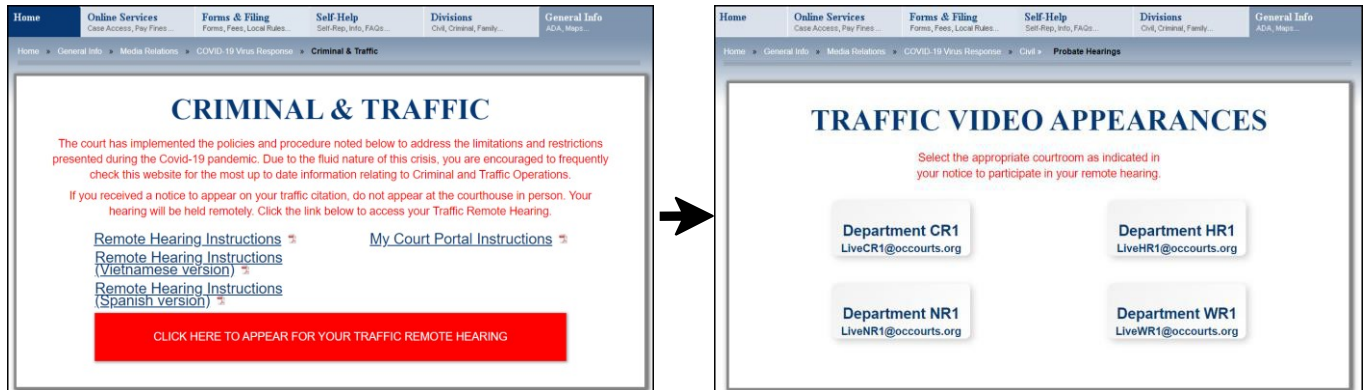 Home
Online Services
Case Access, Pay Fines...
Forms & Filing
Forms, Fees, Local Rules...
Self-Help
Self-Rep, Info, FAQs...
Divisions
Civil, Criminal, Family...
General Info
ADA, Maps...
Home » General Info » Media Relations » COVID-19 Virus Response » Criminal & Traffic
CRIMINAL & TRAFFIC
The court has implemented the policies and procedure noted below to address the limitations and restrictions
presented during the Covid-19 pandemic. Due to the fluid nature of this crisis, you are encouraged to frequently
check this website for the most up to date information relating to Criminal and Traffic Operations.
If you received a notice to appear on your traffic citation, do not appear at the courthouse in person. Your
hearing will be held remotely. Click the link below to access your Traffic Remote Hearing.
Remote Hearing Instructions
Remote Hearing Instructions
(Vietnamese version)
Remote Hearing Instructions
(Spanish version)
My Court Portal Instructions
CLICK HERE TO APPEAR FOR YOUR TRAFFIC REMOTE HEARING
Home
Online Services
Case Access, Pay Fines...
Forms & Filing
Forms, Fees, Local Rules...
Self-Help
Self-Rep, Info, FAQs...
Divisions
Civil, Criminal, Family...
General Info
ADA, Maps...
Home » General Info » Media Relations » COVID-19 Virus Response » Civil » Probate Hearings
TRAFFIC VIDEO APPEARANCES
Select the appropriate courtroom as indicated in
your notice to participate in your remote hearing.
Department CR1
LiveCR1@occourts.org
Department HR1
LiveHR1@occourts.org
Department NR1
LiveNR1@occourts.org
Department WR1
LiveWR1@occourts.org